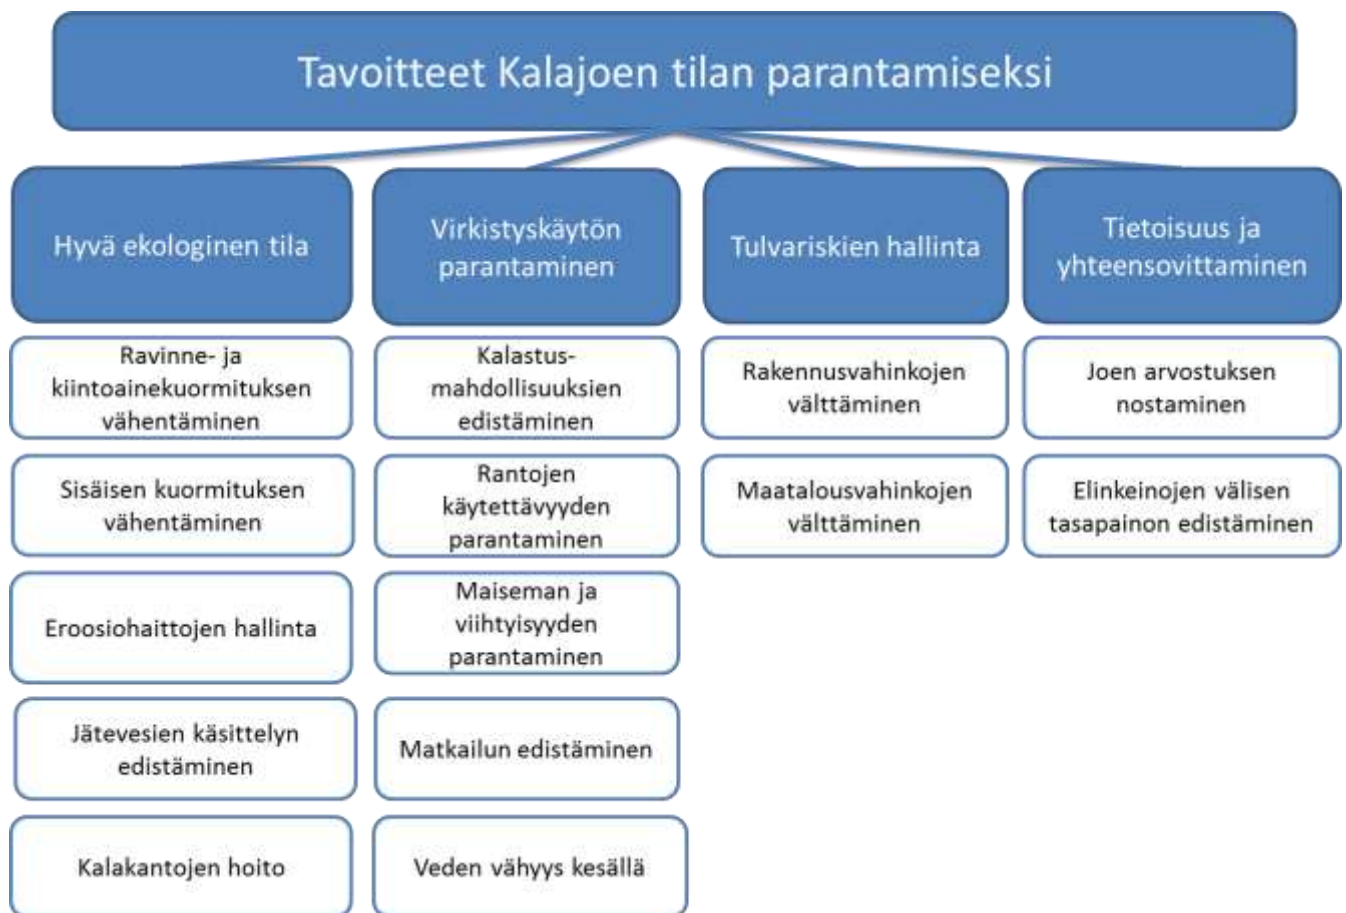 Tavoitteet Kalajoen tilan parantamiseksi
Hyvä ekologinen tila
Ravinne- ja
kiintoainekuormituksen
vähentäminen
Sisäisen kuormituksen
vähentäminen
Eroosiohaittojen hallinta
Jätevesien käsittelyn
edistäminen
Kalakantojen hoito
Virkistyskäytön
parantaminen
Kalastus-
mahdollisuuksien
edistäminen
Rantojen
käytettävyyden
parantaminen
Maiseman ja
viihtyisyyden
parantaminen
Matkailun edistäminen
Veden vähyys kesällä
Tulvariskien hallinta
Rakennusvahinkojen
välttäminen
Maatalousvahinkojen
välttäminen
Tietoisuus ja
yhteensovittaminen
Joen arvostuksen
nostaminen
Elinkeinojen välisen
tasapainon edistäminen